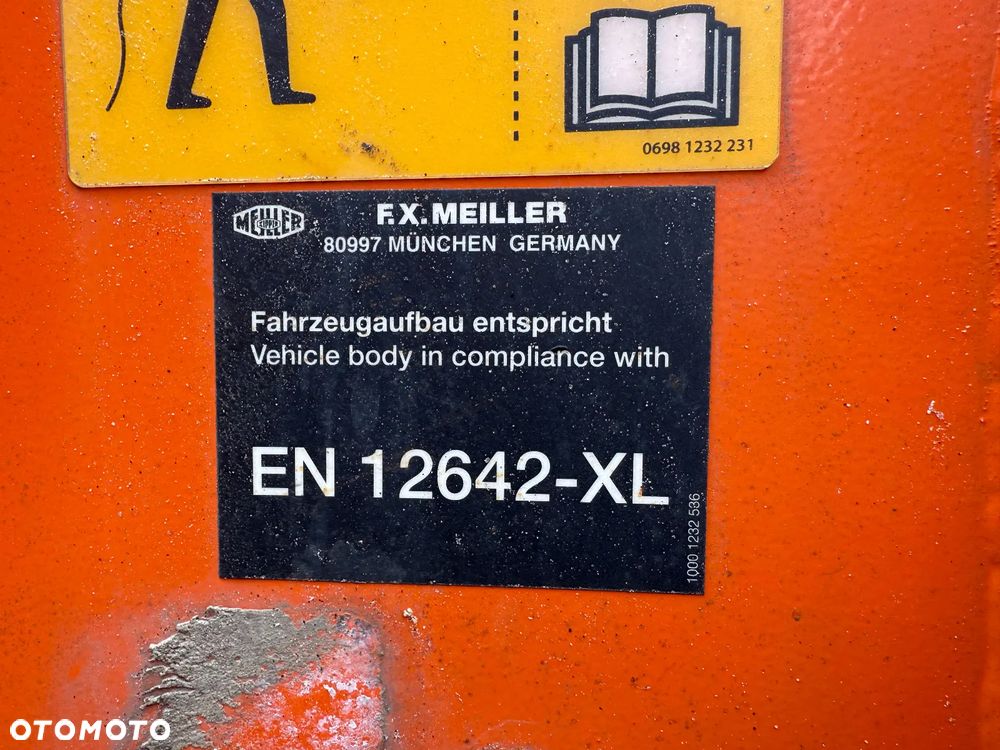 0698 1232 231
MEILLER
KIPPER
F.X. MEILLER
80997 MÜNCHEN GERMANY
Fahrzeugaufbau entspricht
Vehicle body in compliance with
EN 12642-XL
1000 1232 536
OTOMOTO